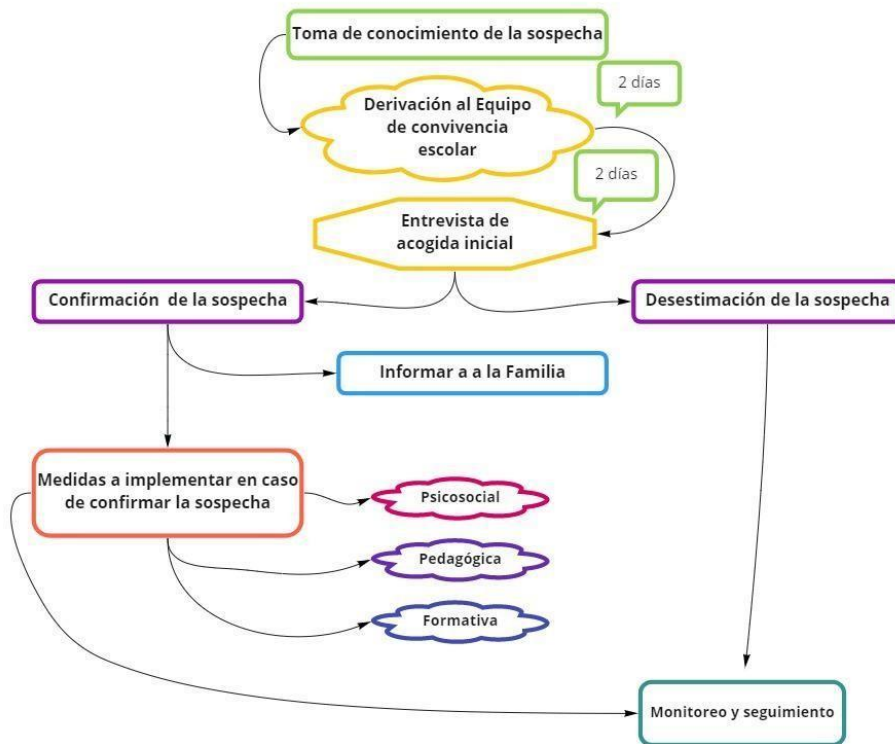 Toma de conocimiento de la sospecha
2 días
Derivación al Equipo
de convivencia
escolar
2 días
Entrevista de
acogida inicial
Confirmación de la sospecha
Desestimación de la sospecha
Informar a a la Familia
Medidas a implementar en caso
de confirmar la sospecha
Psicosocial
Pedagógica
Formativa
Monitoreo y seguimiento